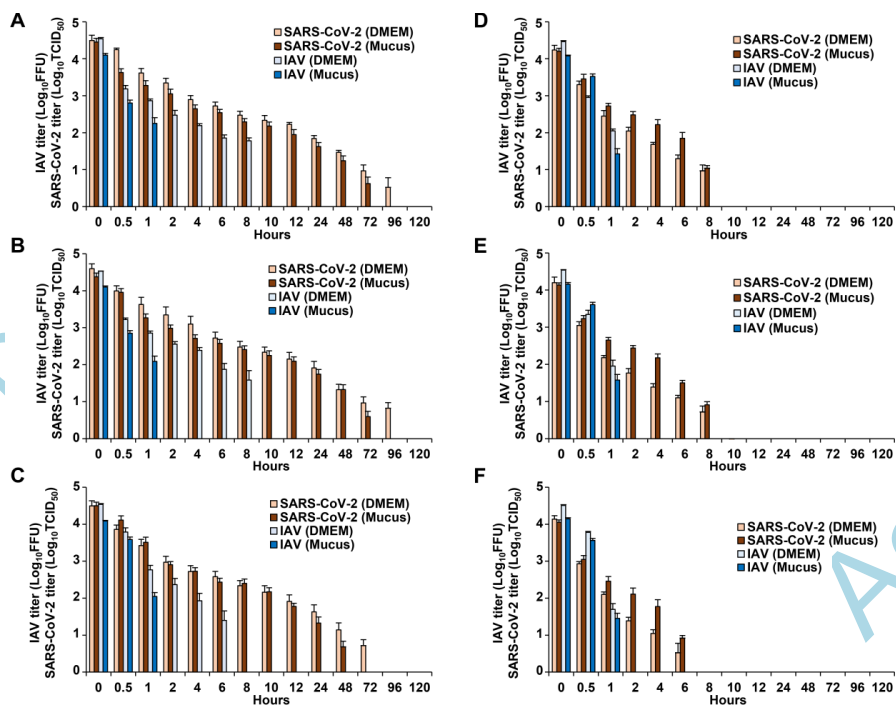 A
IAV titer (Log10FFU)
SARS-CoV-2 titer (Log10TCID50)
5
4
3
2
1
0
SARS-CoV-2 (DMEM)
SARS-CoV-2 (Mucus)
IAV (DMEM)
IAV (Mucus)
0 0.5 1 2 4 6 8 10 12 24 48 72 96 120
Hours
B
IAV titer (Log10FFU)
SARS-CoV-2 titer (Log10TCID50)
5
4
3
2
1
0
SARS-CoV-2 (DMEM)
SARS-CoV-2 (Mucus)
IAV (DMEM)
IAV (Mucus)
0 0.5 1 2 4 6 8 10 12 24 48 72 96 120
Hours
C
IAV titer (Log10FFU)
SARS-CoV-2 titer (Log10TCID50)
5
4
3
2
1
0
SARS-CoV-2 (DMEM)
SARS-CoV-2 (Mucus)
IAV (DMEM)
IAV (Mucus)
0 0.5 1 2 4 6 8 10 12 24 48 72 96 120
Hours
D
IAV titer (Log10FFU)
SARS-CoV-2 titer (Log10TCID50)
5
4
3
2
1
0
SARS-CoV-2 (DMEM)
SARS-CoV-2 (Mucus)
IAV (DMEM)
IAV (Mucus)
0 0.5 1 2 4 6 8 10 12 24 48 72 96 120
Hours
E
IAV titer (Log10FFU)
SARS-CoV-2 titer (Log10TCID50)
5
4
3
2
1
0
SARS-CoV-2 (DMEM)
SARS-CoV-2 (Mucus)
IAV (DMEM)
IAV (Mucus)
0 0.5 1 2 4 6 8 10 12 24 48 72 96 120
Hours
F
IAV titer (Log10FFU)
SARS-CoV-2 titer (Log10TCID50)
5
4
3
2
1
0
SARS-CoV-2 (DMEM)
SARS-CoV-2 (Mucus)
IAV (DMEM)
IAV (Mucus)
0 0.5 1 2 4 6 8 10 12 24 48 72 96 120
Hours